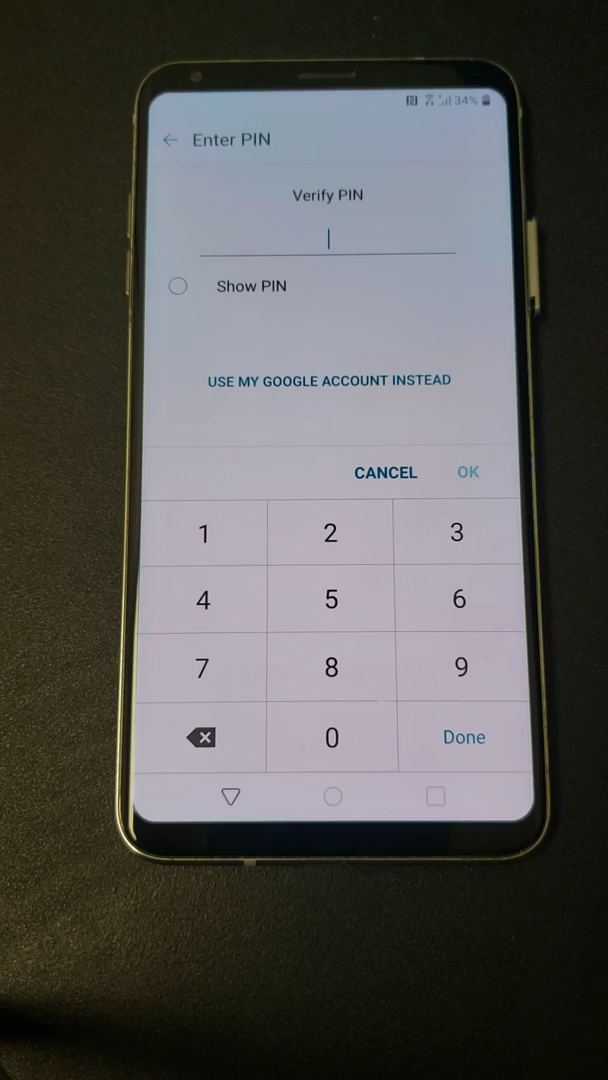 34%
Enter PIN
Verify PIN
Show PIN
USE MY GOOGLE ACCOUNT INSTEAD
CANCEL OK
1 2 3
4 5 6
7 8 9
0 Done